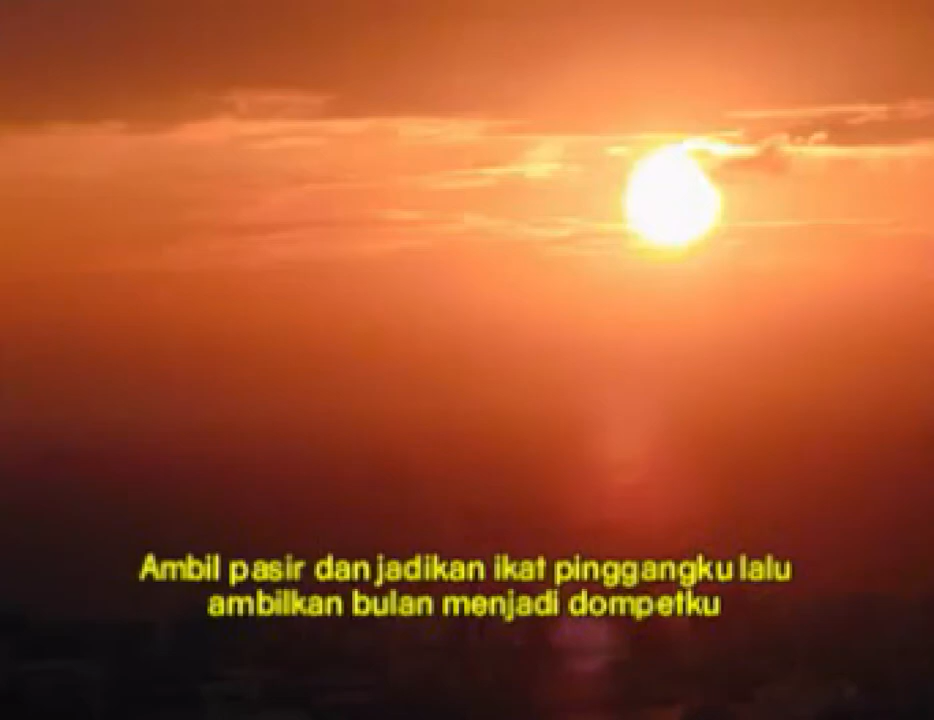 Ambil pasir dan jadikan ikat pinggangku lalu
ambilkan bulan menjadi dompetku